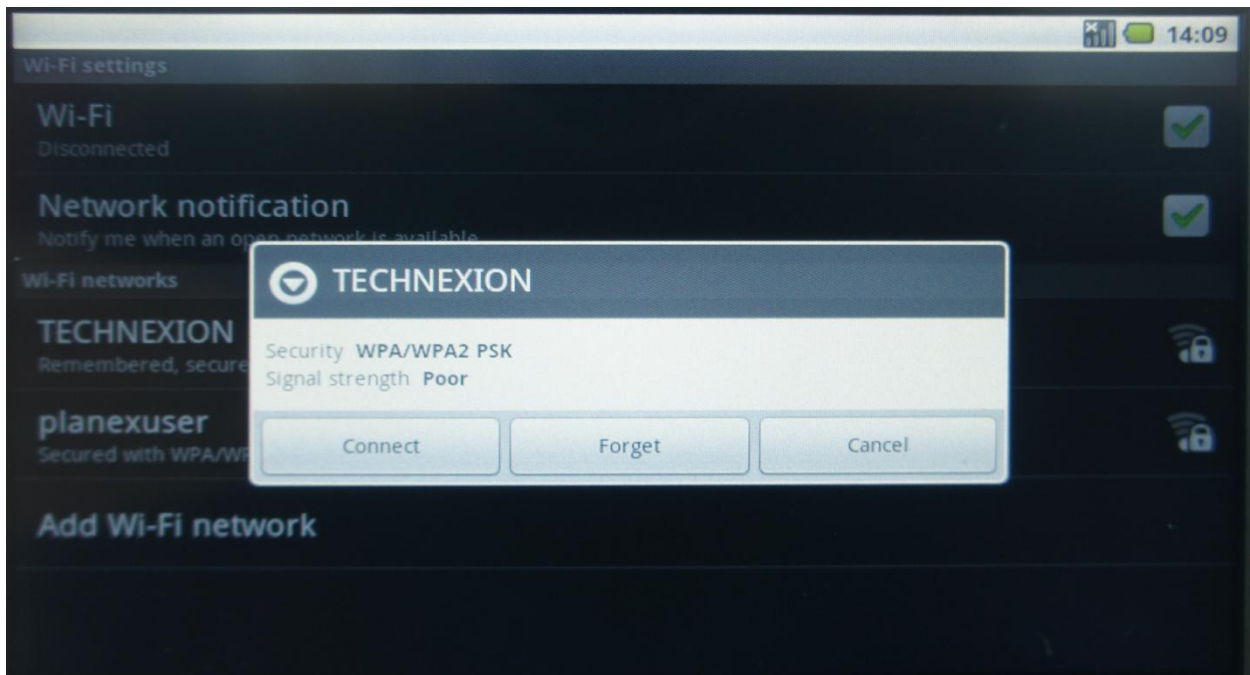 14:09
Wi-Fi settings
Wi-Fi
Disconnected
Network notification
Notify me when an open network is available
Wi-Fi networks
TECHNEXION
Security WPA/WPA2 PSK
Signal strength Poor
Connect Forget Cancel
TECHNEXION
Remembered, secure
planexuser
Secured with WPA/WP
Add Wi-Fi network